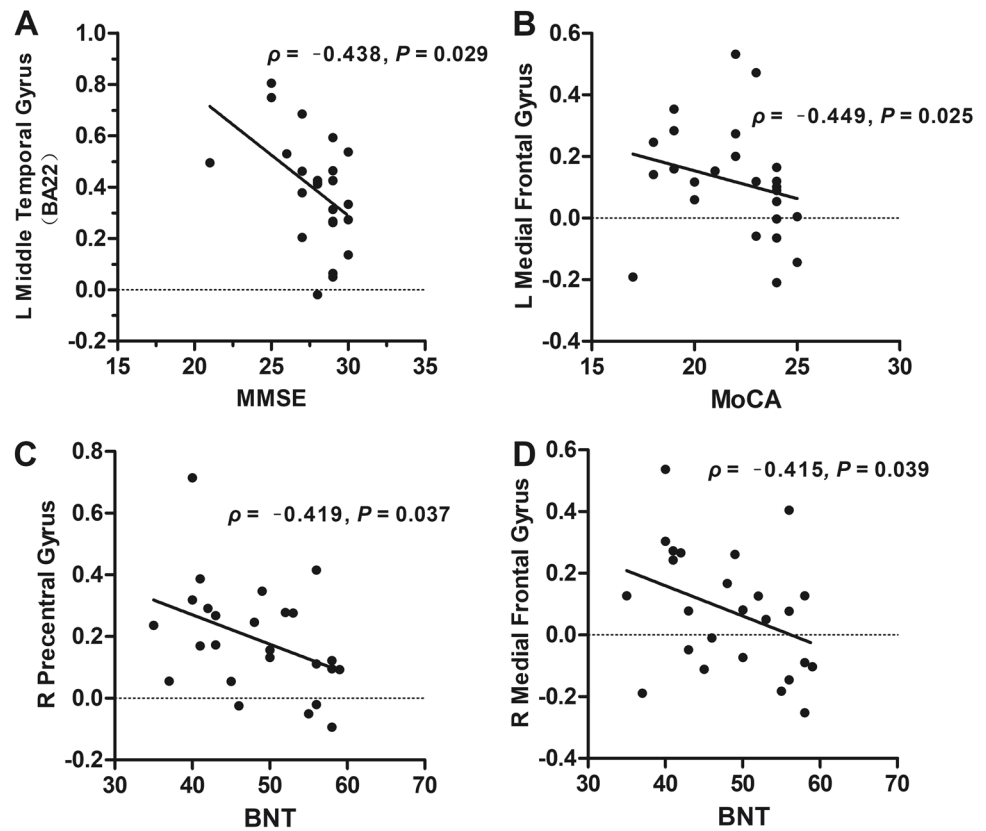 A
ρ = −0.438, P = 0.029
L Middle Temporal Gyrus
(BA22)
1.0
0.8
0.6
0.4
0.2
0.0
-0.2
15 20 25 30 35
MMSE
B
ρ = −0.449, P = 0.025
L Medial Frontal Gyrus
0.6
0.4
0.2
0.0
-0.2
-0.4
15 20 25 30
MoCA
C
ρ = −0.419, P = 0.037
R Precentral Gyrus
0.8
0.6
0.4
0.2
0.0
-0.2
30 40 50 60 70
BNT
D
ρ = −0.415, P = 0.039
R Medial Frontal Gyrus
0.6
0.4
0.2
0.0
-0.2
-0.4
30 40 50 60 70
BNT